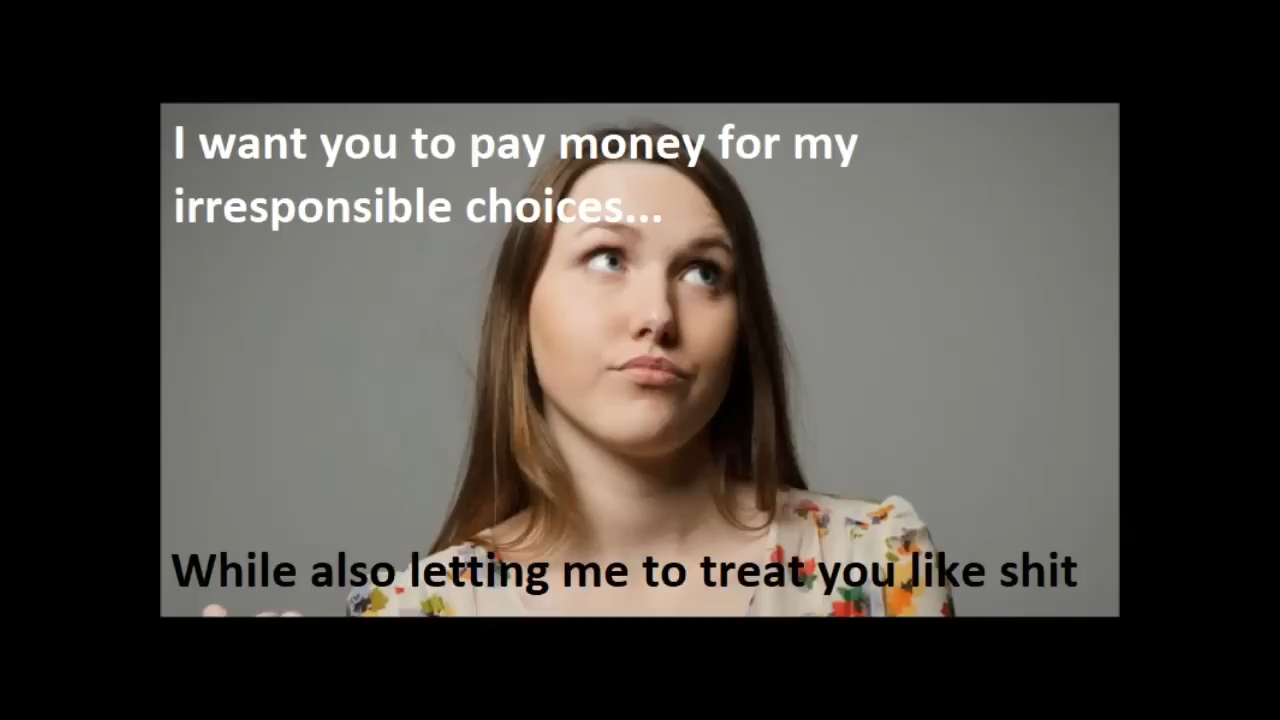 I want you to pay money for my
irresponsible choices...
While also letting me to treat you like shit